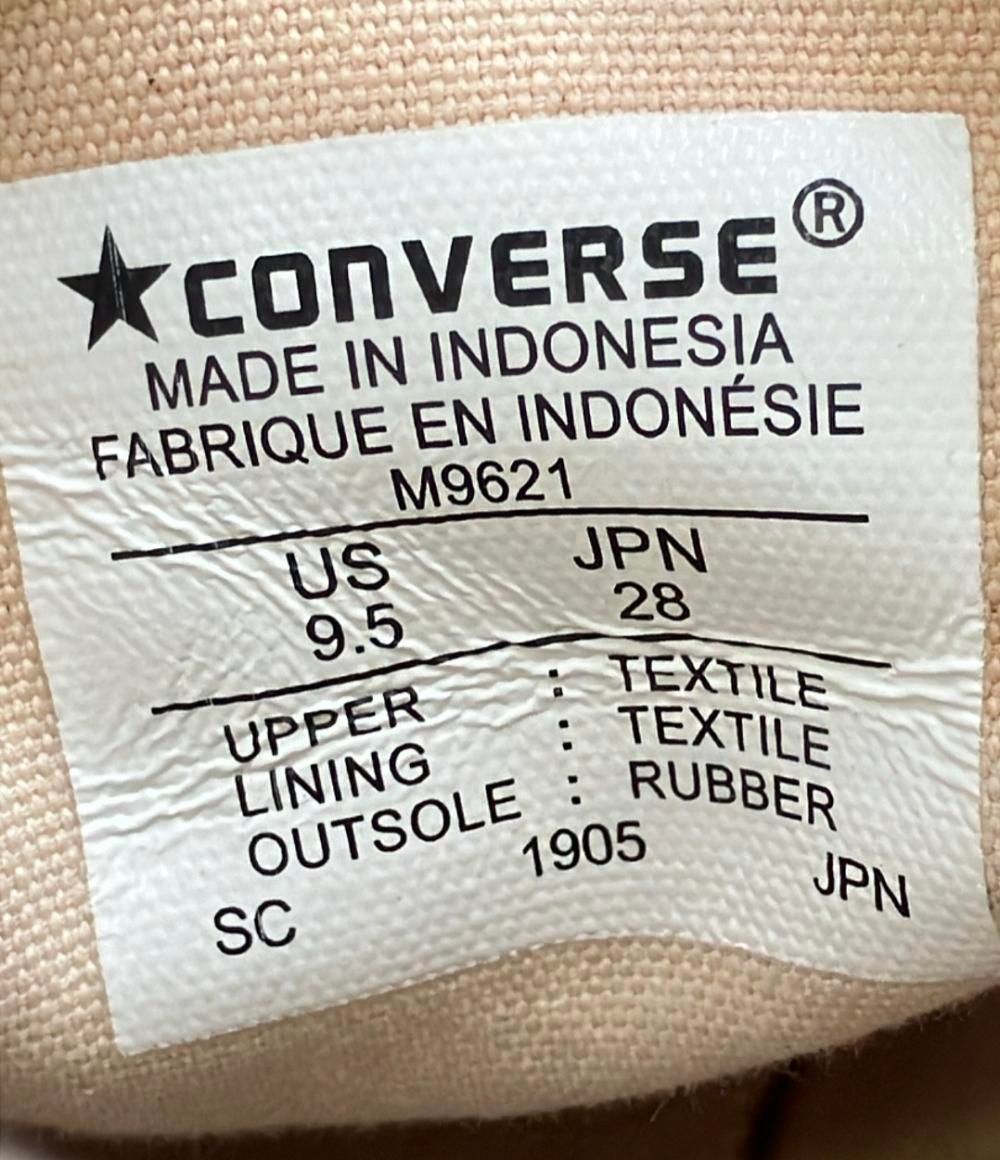 ★CONVERSE®
MADE IN INDONESIA
FABRIQUE EN INDONÉSIE
M9621
US JPN
9.5 28
UPPER : TEXTILE
LINING : TEXTILE
OUTSOLE : RUBBER
1905
SC JPN